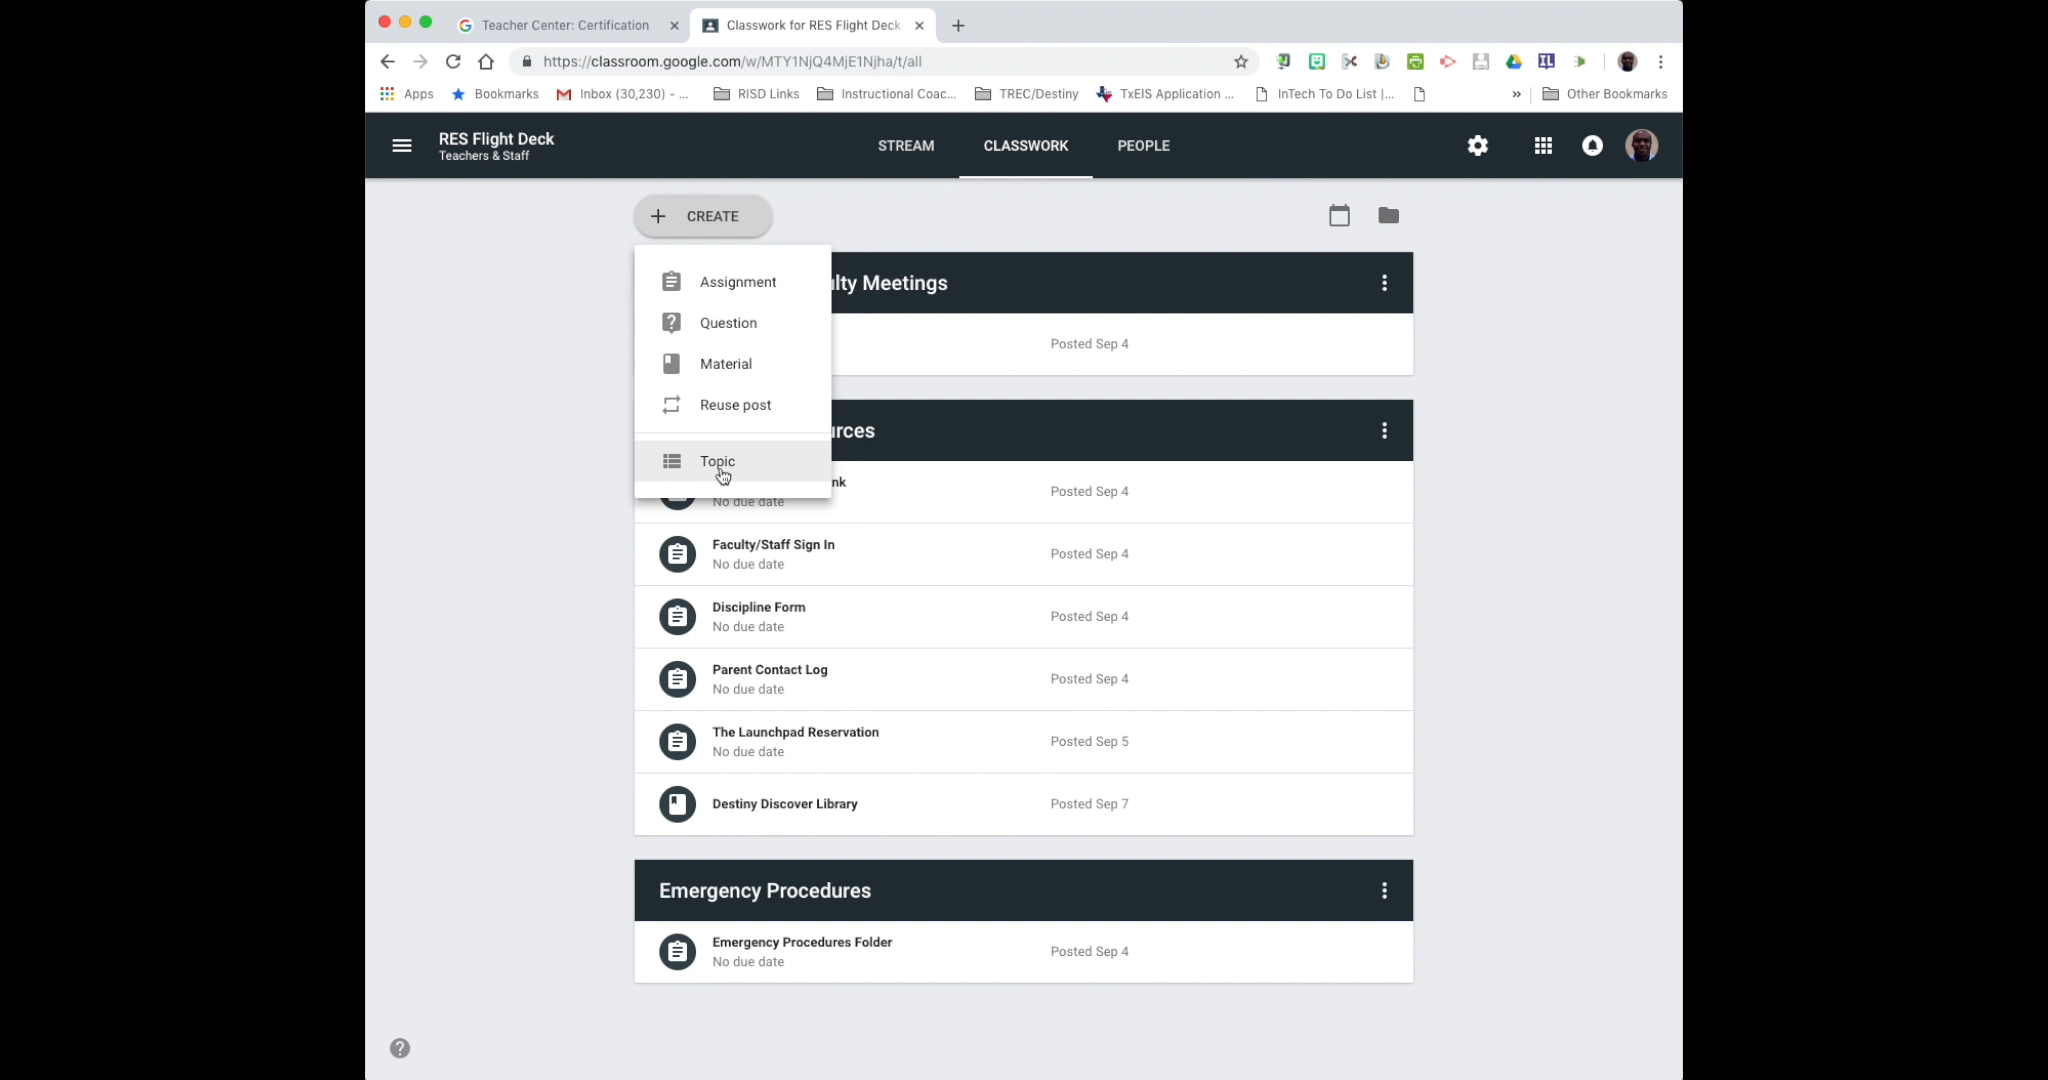 Teacher Center: Certification
Classwork for RES Flight Deck
https://classroom.google.com/w/MTY1NjQ4MjE1Njha/t/all
Apps
Bookmarks
Inbox (30,230) - ...
RISD Links
Instructional Coac...
TREC/Destiny
TxEIS Application ...
InTech To Do List |...
»
Other Bookmarks
RES Flight Deck
Teachers & Staff
STREAM
CLASSWORK
PEOPLE
CREATE
Assignment
Question
Material
Reuse post
Topic
lty Meetings
Posted Sep 4
rces
nk
No due date
Posted Sep 4
Faculty/Staff Sign In
No due date
Posted Sep 4
Discipline Form
No due date
Posted Sep 4
Parent Contact Log
No due date
Posted Sep 4
The Launchpad Reservation
No due date
Posted Sep 5
Destiny Discover Library
Posted Sep 7
Emergency Procedures
Emergency Procedures Folder
No due date
Posted Sep 4